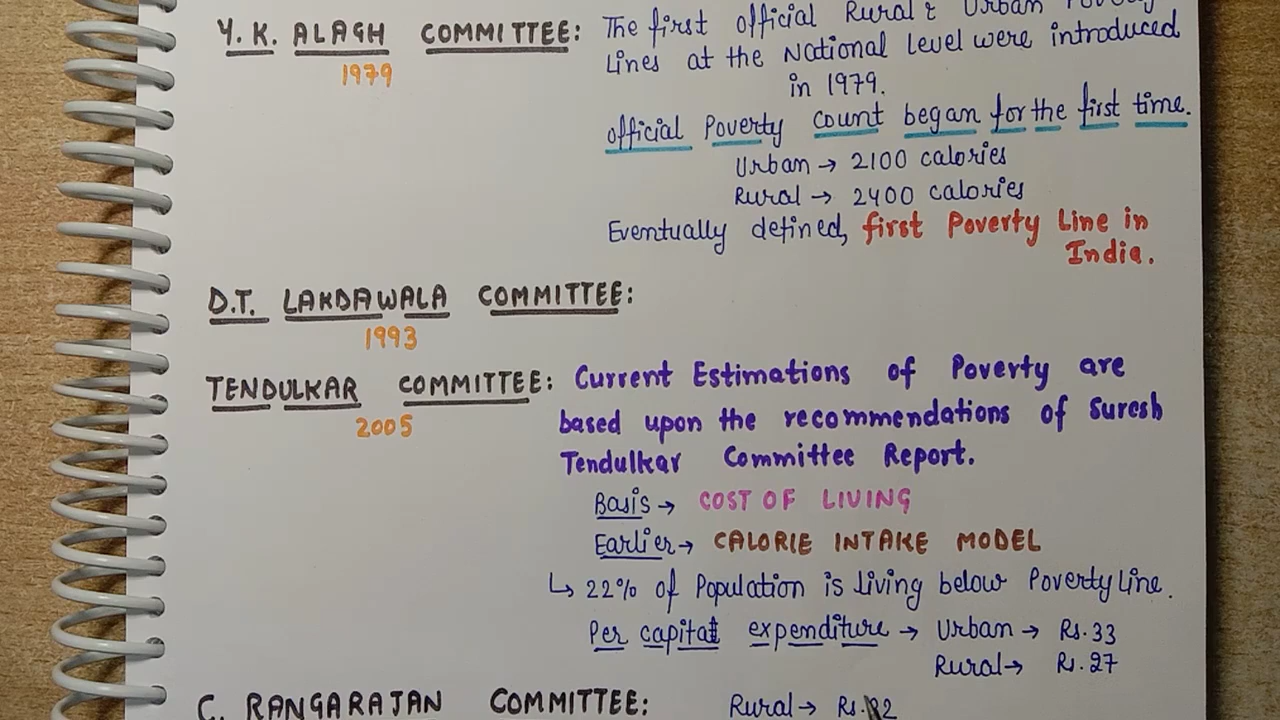 Y. K. ALAGH COMMITTEE: The first official Rural & Urban Poverty
1979 Lines at the National level were introduced
in 1979.
official Poverty count began for the first time.
Urban → 2100 calories
Rural → 2400 calories
Eventually defined, first Poverty Line in
India.
D.T. LAKDAWALA COMMITTEE:
1993
TENDULKAR COMMITTEE: Current Estimations of Poverty are
2005 based upon the recommendations of Suresh
Tendulkar Committee Report.
Basis → COST OF LIVING
Earlier → CALORIE INTAKE MODEL
↳ 22% of Population is living below Poverty Line.
Per capita expenditure → Urban → Rs. 33
Rural → Rs. 27
C. RANGARAJAN COMMITTEE: Rural → Rs.